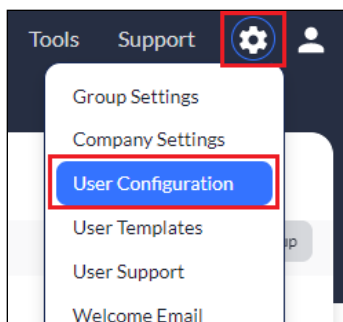 Tools Support
Group Settings
Company Settings
User Configuration
User Templates
User Support
Welcome Email